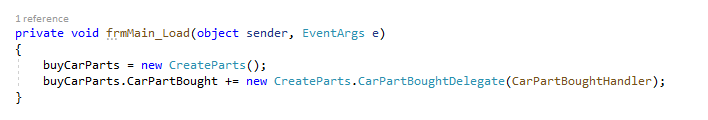 1 reference
private void frmMain_Load(object sender, EventArgs e)
{
buyCarParts = new CreateParts();
buyCarParts.CarPartBought += new CreateParts.CarPartBoughtDelegate(CarPartBoughtHandler);
}